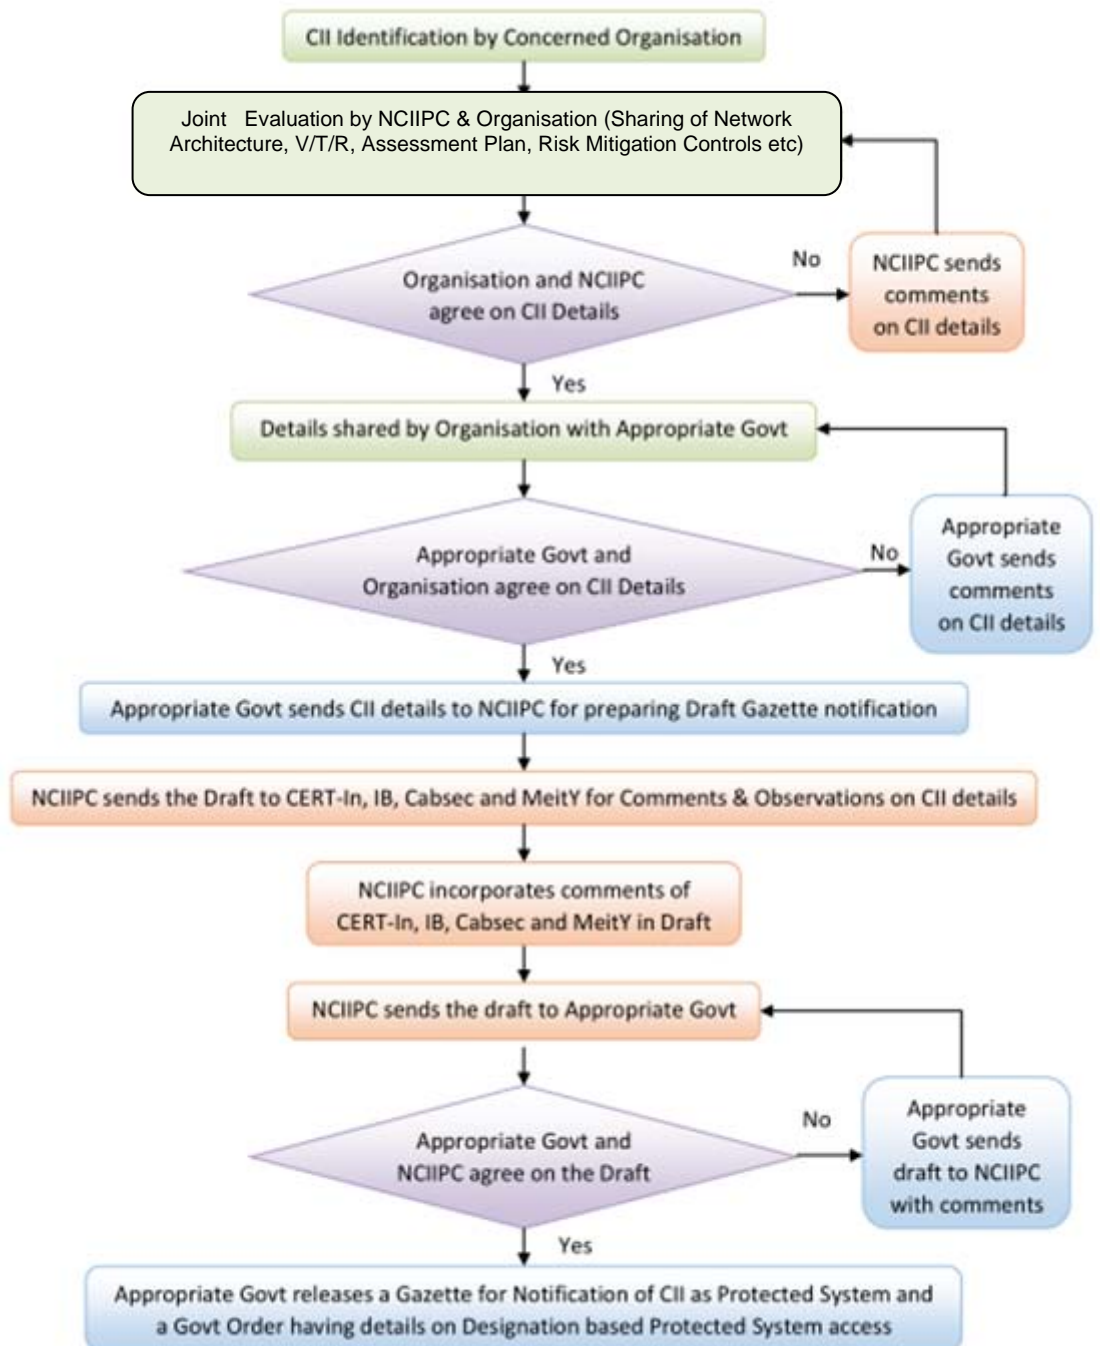 CII Identification by Concerned Organisation
Joint Evaluation by NCIIPC & Organisation (Sharing of Network
Architecture, V/T/R, Assessment Plan, Risk Mitigation Controls etc)
Organisation and NCIIPC
agree on CII Details
No
NCIIPC sends
comments
on CII details
Yes
Details shared by Organisation with Appropriate Govt
Appropriate Govt and
Organisation agree on CII Details
No
Appropriate
Govt sends
comments
on CII details
Yes
Appropriate Govt sends CII details to NCIIPC for preparing Draft Gazette notification
NCIIPC sends the Draft to CERT-In, IB, Cabsec and MeitY for Comments & Observations on CII details
NCIIPC incorporates comments of
CERT-In, IB, Cabsec and MeitY in Draft
NCIIPC sends the draft to Appropriate Govt
Appropriate Govt and
NCIIPC agree on the Draft
No
Appropriate
Govt sends
draft to NCIIPC
with comments
Yes
Appropriate Govt releases a Gazette for Notification of CII as Protected System and
a Govt Order having details on Designation based Protected System access